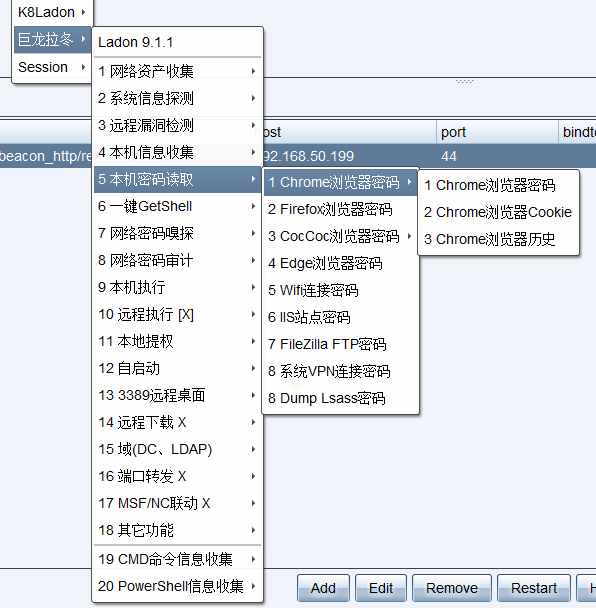 K8Ladon
巨龙拉冬
Session
Ladon 9.1.1
1 网络资产收集
2 系统信息探测
3 远程漏洞检测
4 本机信息收集
5 本机密码读取
6 一键GetShell
7 网络密码嗅探
8 网络密码审计
9 本机执行
10 远程执行 [X]
11 本地提权
12 自启动
13 3389远程桌面
14 远程下载 X
15 域(DC、LDAP)
16 端口转发 X
17 MSF/NC联动 X
18 其它功能
19 CMD命令信息收集
20 PowerShell信息收集
ost port bindto
beacon_http/re 92.168.50.199 44
1 Chrome浏览器密码
2 Firefox浏览器密码
3 CocCoc浏览器密码
4 Edge浏览器密码
5 Wifi连接密码
6 IIS站点密码
7 FileZilla FTP密码
8 系统VPN连接密码
8 Dump Lsass密码
1 Chrome浏览器密码
2 Chrome浏览器Cookie
3 Chrome浏览器历史
Add Edit Remove Restart H